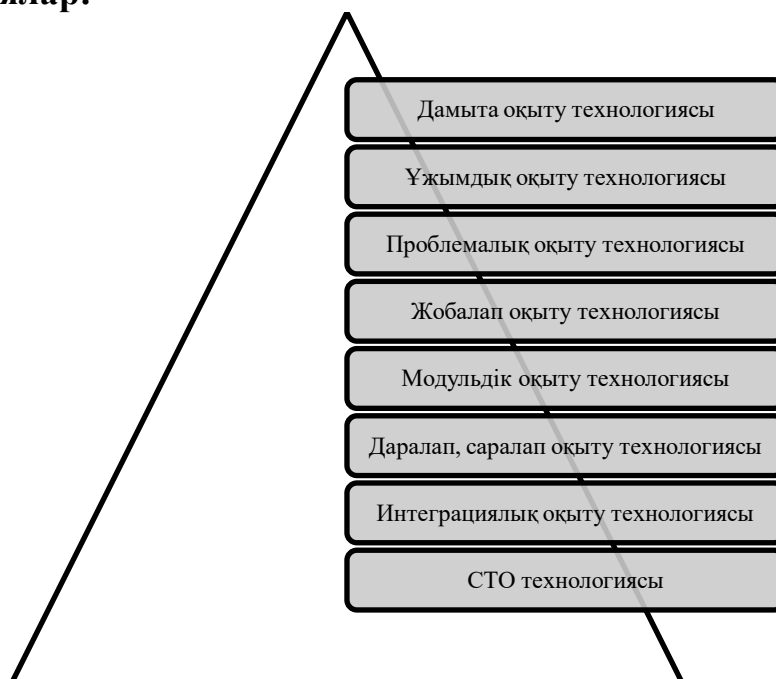 Дамыта оқыту технологиясы
Ұжымдық оқыту технологиясы
Проблемалық оқыту технологиясы
Жобалап оқыту технологиясы
Модульдік оқыту технологиясы
Даралап, саралап оқыту технологиясы
Интеграциялық оқыту технологиясы
СТО технологиясы